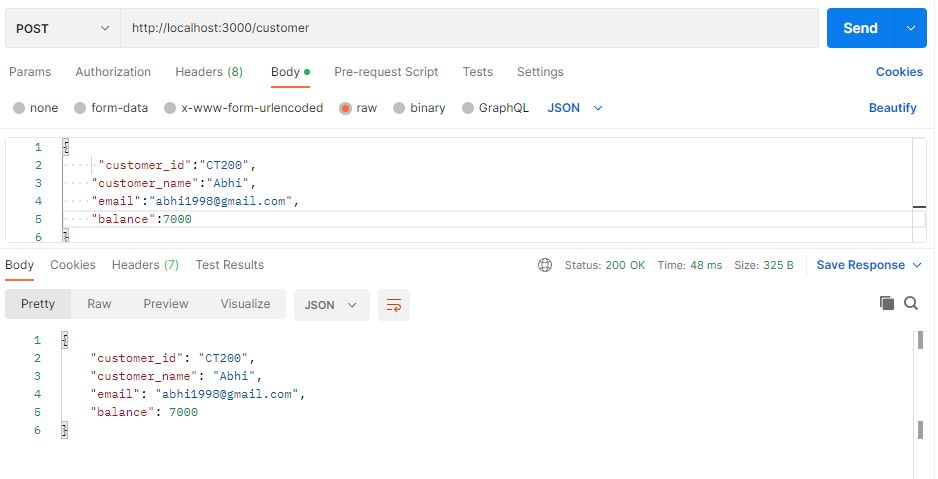 POST http://localhost:3000/customer Send
Params Authorization Headers (8) Body Pre-request Script Tests Settings Cookies
none form-data x-www-form-urlencoded raw binary GraphQL JSON Beautify
1 {
2 "customer_id":"CT200",
3 "customer_name":"Abhi",
4 "email":"abhi1998@gmail.com",
5 "balance":7000
6 }
Body Cookies Headers (7) Test Results Status: 200 OK Time: 48 ms Size: 325 B Save Response
Pretty Raw Preview Visualize JSON
1 {
2 "customer_id": "CT200",
3 "customer_name": "Abhi",
4 "email": "abhi1998@gmail.com",
5 "balance": 7000
6 }